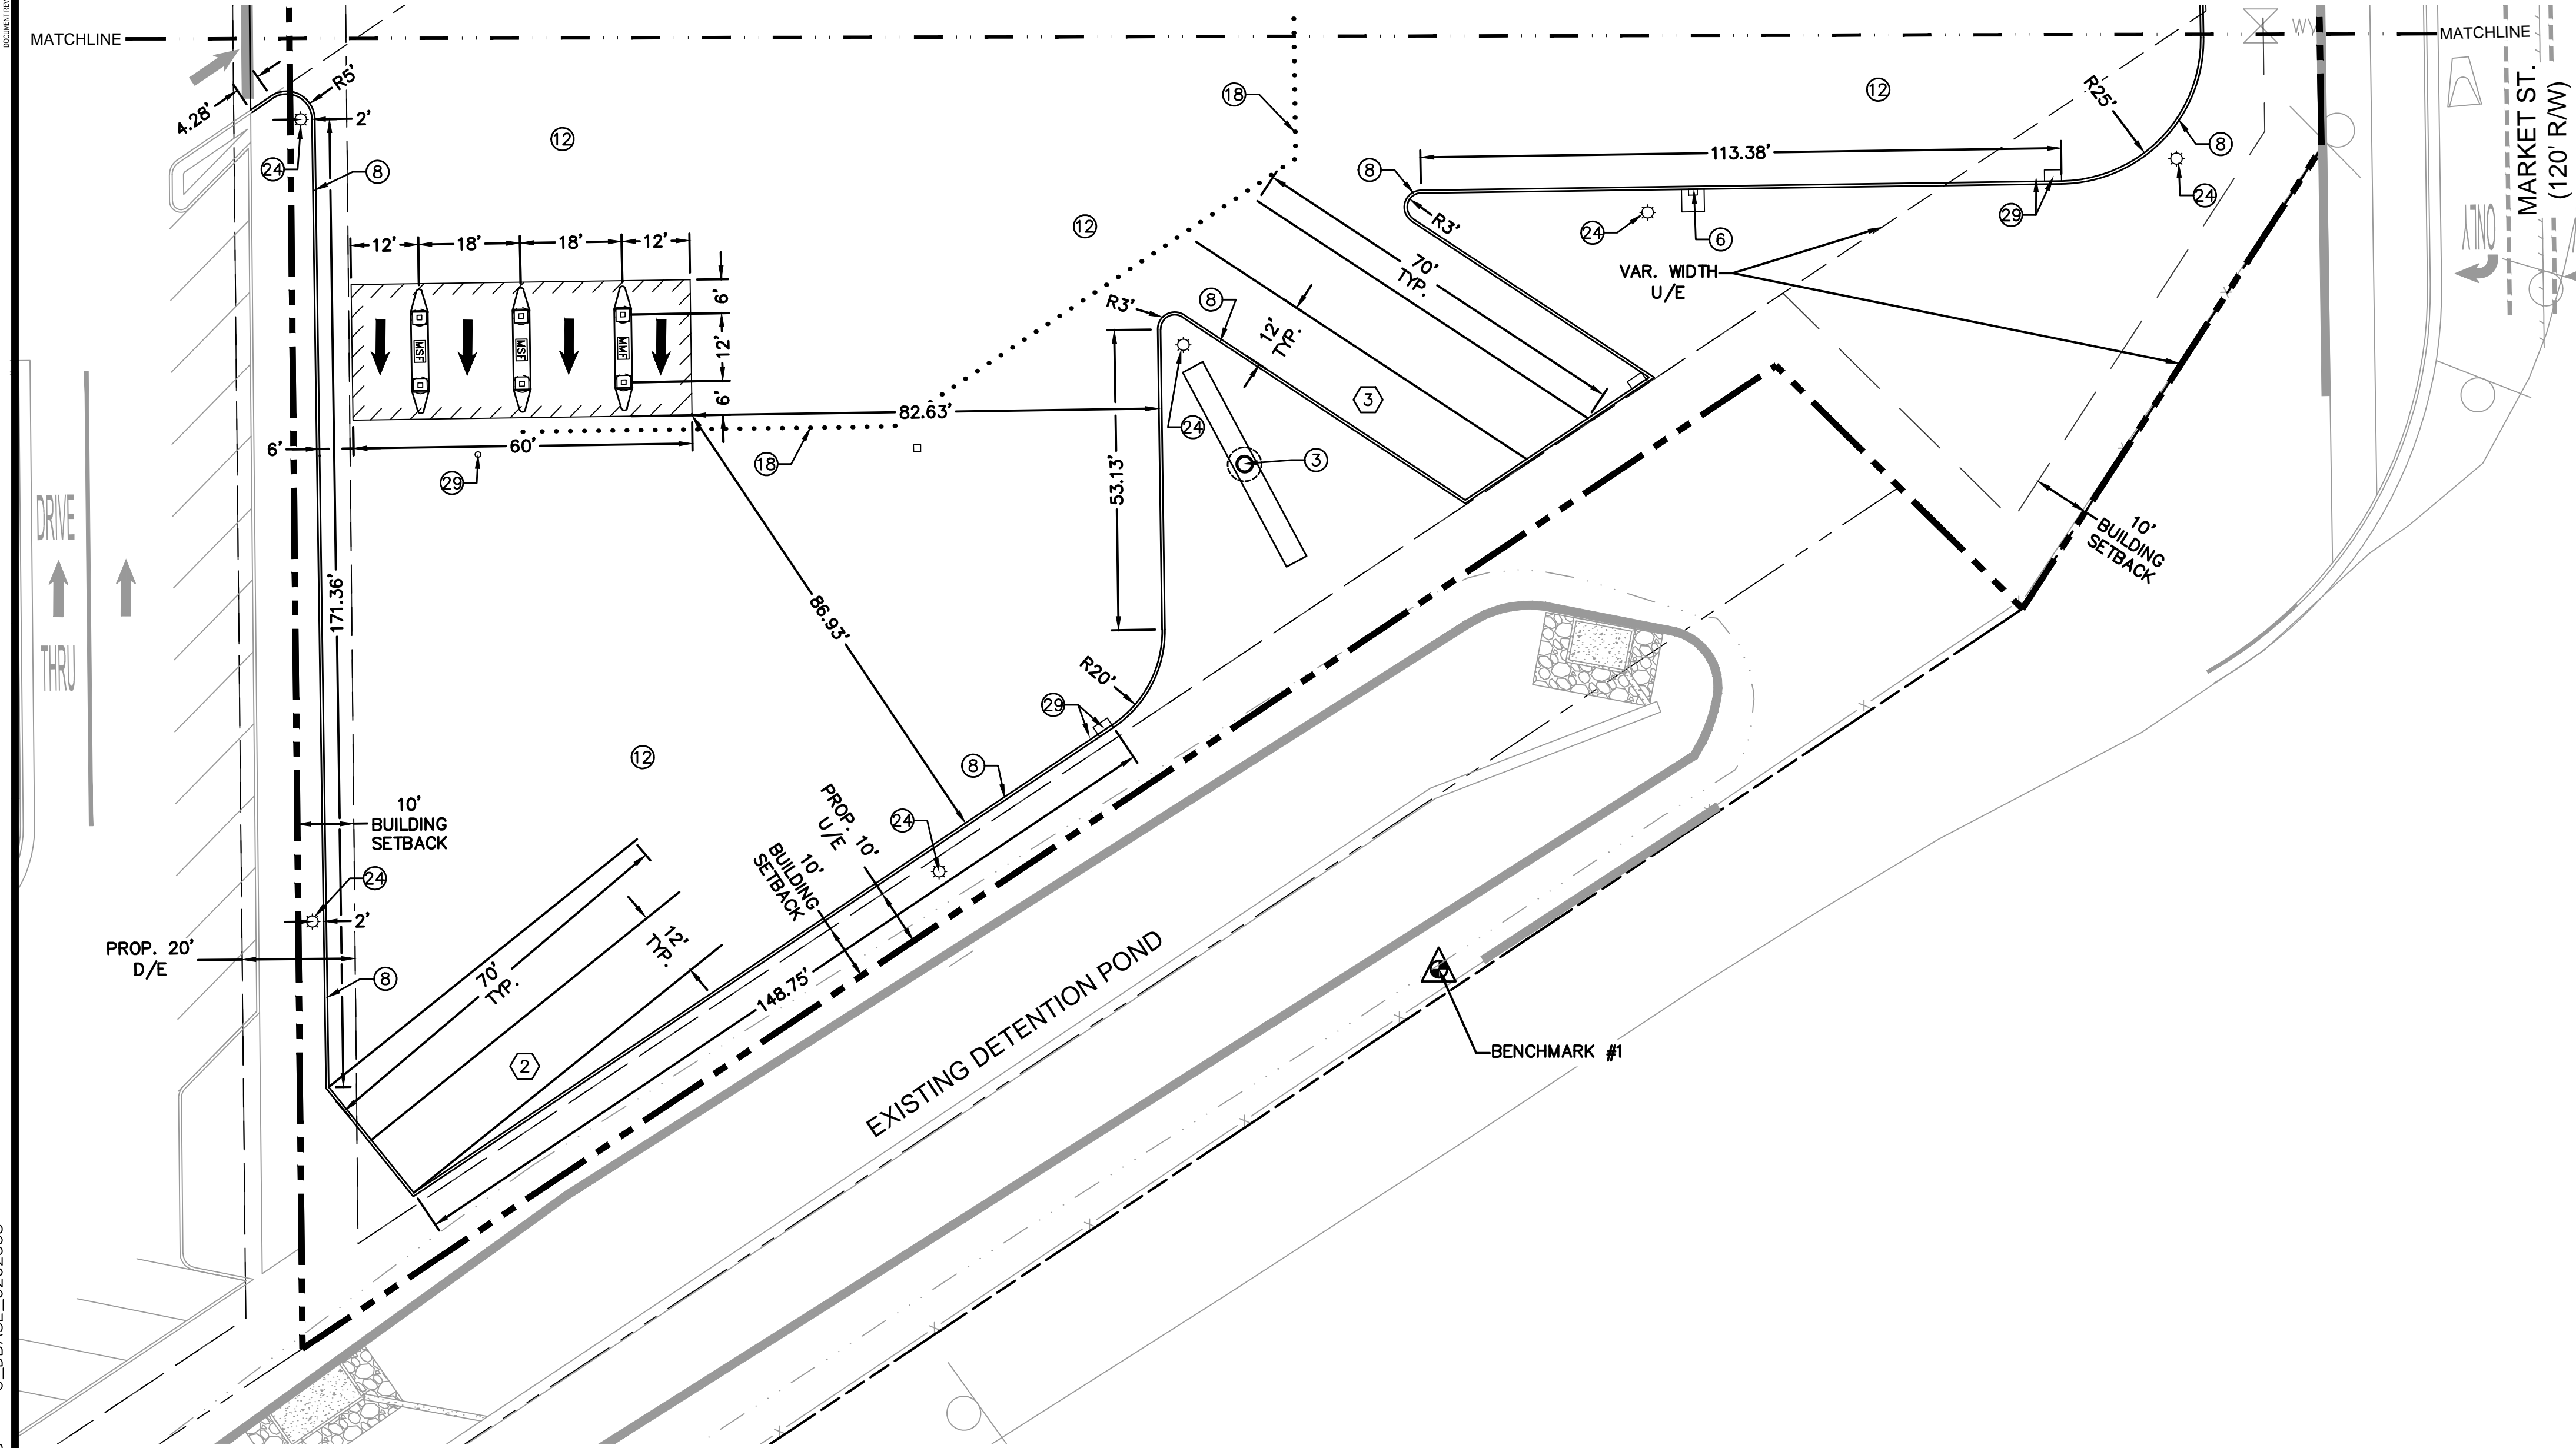 MATCHLINE
MATCHLINE
MARKET ST.
(120' R/W)
ONLY
WV
4.28'
R5'
2'
24
8
12
18
12
12
R25'
8
24
113.38'
8
R3'
24
6
29
VAR. WIDTH
U/E
12'
18'
18'
12'
6'
12'
6'
MSF
MSF
MMF
82.63'
60'
6'
29
18
R3'
8
12'
TYP.
70'
TYP.
3
24
3
53.13'
10'
BUILDING
SETBACK
DRIVE
THRU
171.36'
86.93'
R20'
29
8
12
10'
BUILDING
SETBACK
24
2'
PROP. 20'
D/E
8
PROP. 10'
U/E
10'
BUILDING
SETBACK
24
70'
TYP.
12'
TYP.
2
148.75'
EXISTING DETENTION POND
BENCHMARK #1